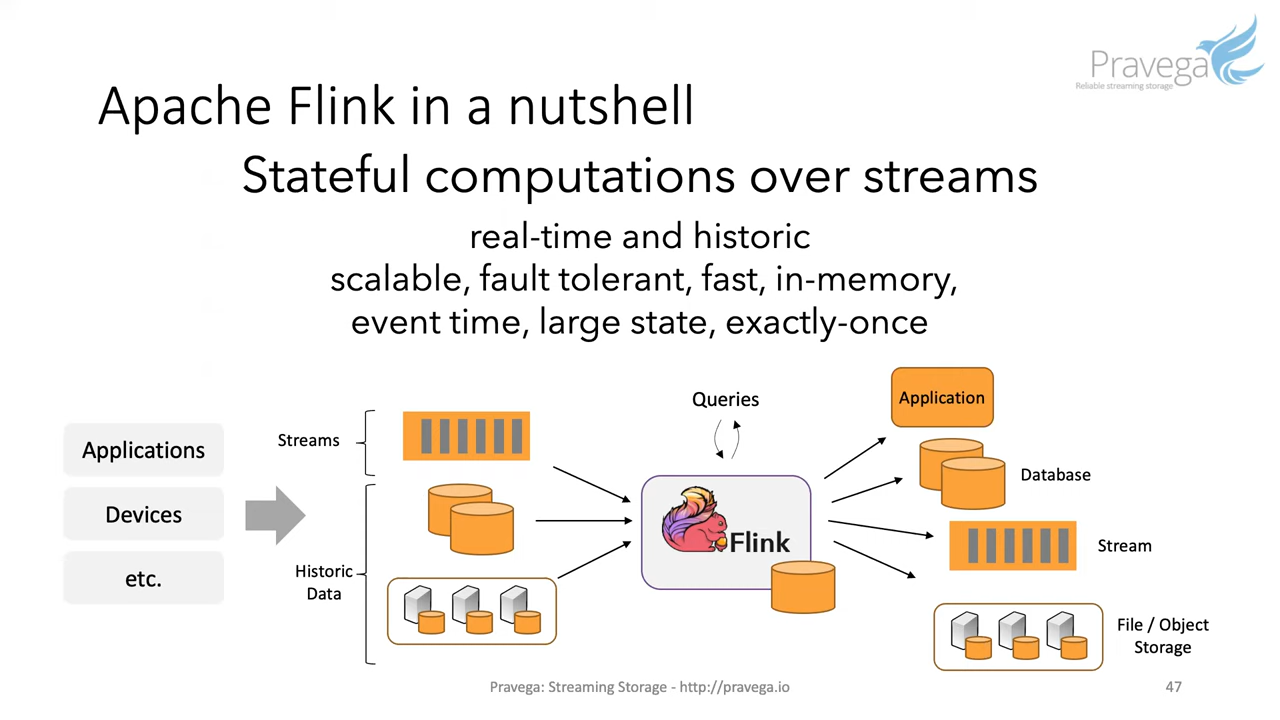 Pravega
Reliable streaming storage
Apache Flink in a nutshell
Stateful computations over streams
real-time and historic
scalable, fault tolerant, fast, in-memory,
event time, large state, exactly-once
Applications
Devices
etc.
Streams
Historic
Data
Queries
Flink
Application
Database
Stream
File / Object
Storage
Pravega: Streaming Storage - http://pravega.io
47